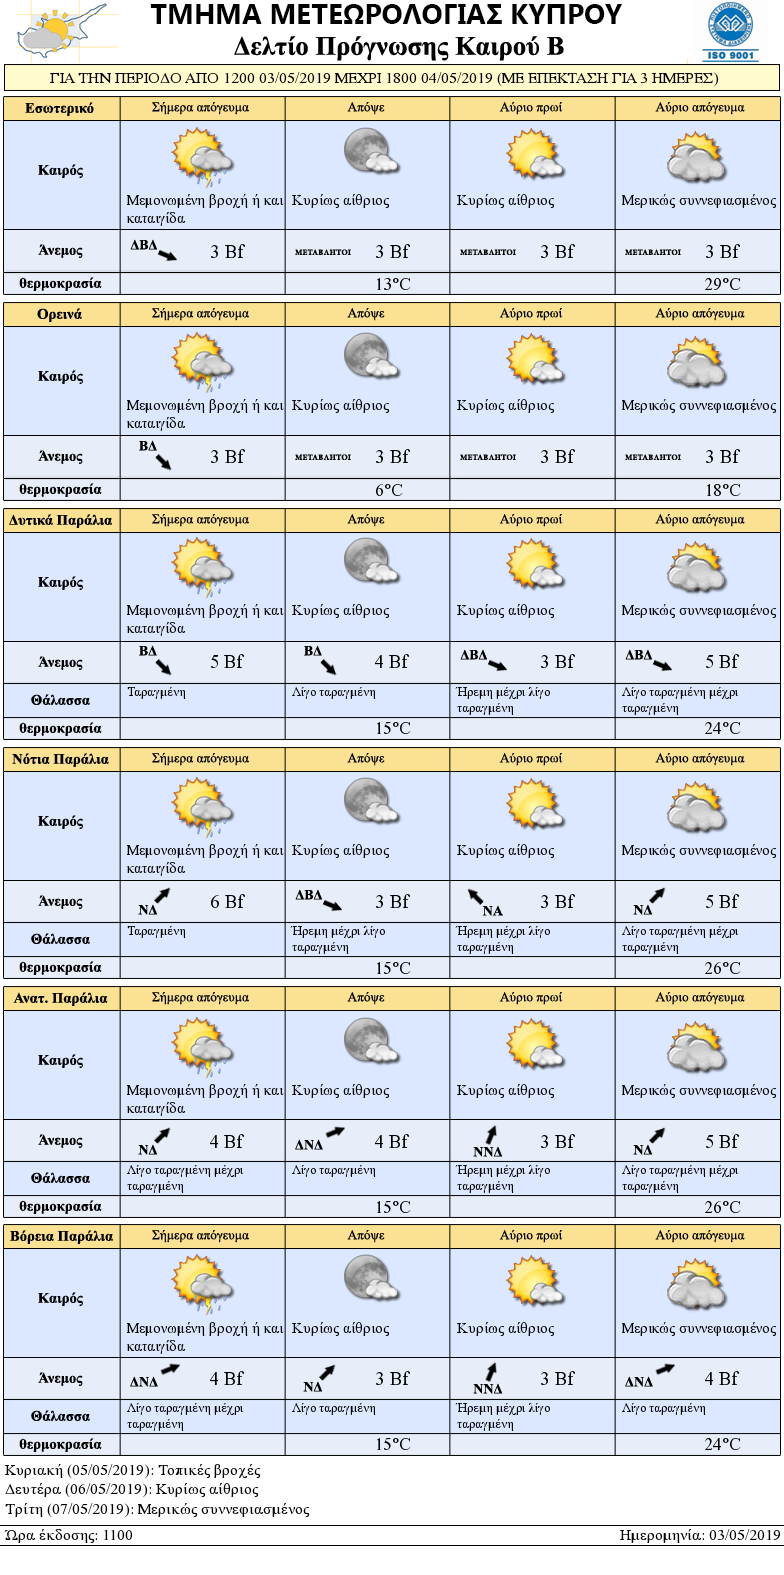 ΤΜΗΜΑ ΜΕΤΕΩΡΟΛΟΓΙΑΣ ΚΥΠΡΟΥ
Δελτίο Πρόγνωσης Καιρού Β
ISO 9001
ΓΙΑ ΤΗΝ ΠΕΡΙΟΔΟ ΑΠΟ 1200 03/05/2019 ΜΕΧΡΙ 1800 04/05/2019 (ΜΕ ΕΠΕΚΤΑΣΗ ΓΙΑ 3 ΗΜΕΡΕΣ)
Εσωτερικό Σήμερα απόγευμα Απόψε Αύριο πρωί Αύριο απόγευμα
Καιρός
Μεμονωμένη βροχή ή και Κυρίως αίθριος Κυρίως αίθριος Μερικώς συννεφιασμένος
καταιγίδα
Άνεμος ΔΒΔ 3 Bf ΜΕΤΑΒΛΗΤΟΙ 3 Bf ΜΕΤΑΒΛΗΤΟΙ 3 Bf ΜΕΤΑΒΛΗΤΟΙ 3 Bf
θερμοκρασία 13°C 29°C
Ορεινά Σήμερα απόγευμα Απόψε Αύριο πρωί Αύριο απόγευμα
Καιρός
Μεμονωμένη βροχή ή και Κυρίως αίθριος Κυρίως αίθριος Μερικώς συννεφιασμένος
καταιγίδα
Άνεμος ΒΔ 3 Bf ΜΕΤΑΒΛΗΤΟΙ 3 Bf ΜΕΤΑΒΛΗΤΟΙ 3 Bf ΜΕΤΑΒΛΗΤΟΙ 3 Bf
θερμοκρασία 6°C 18°C
Δυτικά Παράλια Σήμερα απόγευμα Απόψε Αύριο πρωί Αύριο απόγευμα
Καιρός
Μεμονωμένη βροχή ή και Κυρίως αίθριος Κυρίως αίθριος Μερικώς συννεφιασμένος
καταιγίδα
Άνεμος ΒΔ 5 Bf ΒΔ 4 Bf ΔΒΔ 3 Bf ΔΒΔ 5 Bf
Θάλασσα Ταραγμένη Λίγο ταραγμένη Ήρεμη μέχρι λίγο Λίγο ταραγμένη μέχρι
ταραγμένη ταραγμένη
θερμοκρασία 15°C 24°C
Νότια Παράλια Σήμερα απόγευμα Απόψε Αύριο πρωί Αύριο απόγευμα
Καιρός
Μεμονωμένη βροχή ή και Κυρίως αίθριος Κυρίως αίθριος Μερικώς συννεφιασμένος
καταιγίδα
Άνεμος ΝΔ 6 Bf ΔΒΔ 3 Bf ΝΑ 3 Bf ΝΔ 5 Bf
Θάλασσα Ταραγμένη Ήρεμη μέχρι λίγο Ήρεμη μέχρι λίγο Λίγο ταραγμένη μέχρι
ταραγμένη ταραγμένη ταραγμένη
θερμοκρασία 15°C 26°C
Ανατ. Παράλια Σήμερα απόγευμα Απόψε Αύριο πρωί Αύριο απόγευμα
Καιρός
Μεμονωμένη βροχή ή και Κυρίως αίθριος Κυρίως αίθριος Μερικώς συννεφιασμένος
καταιγίδα
Άνεμος ΝΔ 4 Bf ΔΝΔ 4 Bf ΝΝΔ 3 Bf ΝΔ 5 Bf
Θάλασσα Λίγο ταραγμένη μέχρι Λίγο ταραγμένη Ήρεμη μέχρι λίγο Λίγο ταραγμένη μέχρι
ταραγμένη ταραγμένη ταραγμένη
θερμοκρασία 15°C 26°C
Βόρεια Παράλια Σήμερα απόγευμα Απόψε Αύριο πρωί Αύριο απόγευμα
Καιρός
Μεμονωμένη βροχή ή και Κυρίως αίθριος Κυρίως αίθριος Μερικώς συννεφιασμένος
καταιγίδα
Άνεμος ΔΝΔ 4 Bf ΝΔ 3 Bf ΝΝΔ 3 Bf ΔΝΔ 4 Bf
Θάλασσα Λίγο ταραγμένη μέχρι Λίγο ταραγμένη Ήρεμη μέχρι λίγο Λίγο ταραγμένη
ταραγμένη ταραγμένη
θερμοκρασία 15°C 24°C
Κυριακή (05/05/2019): Τοπικές βροχές
Δευτέρα (06/05/2019): Κυρίως αίθριος
Τρίτη (07/05/2019): Μερικώς συννεφιασμένος
Ώρα έκδοσης: 1100 Ημερομηνία: 03/05/2019